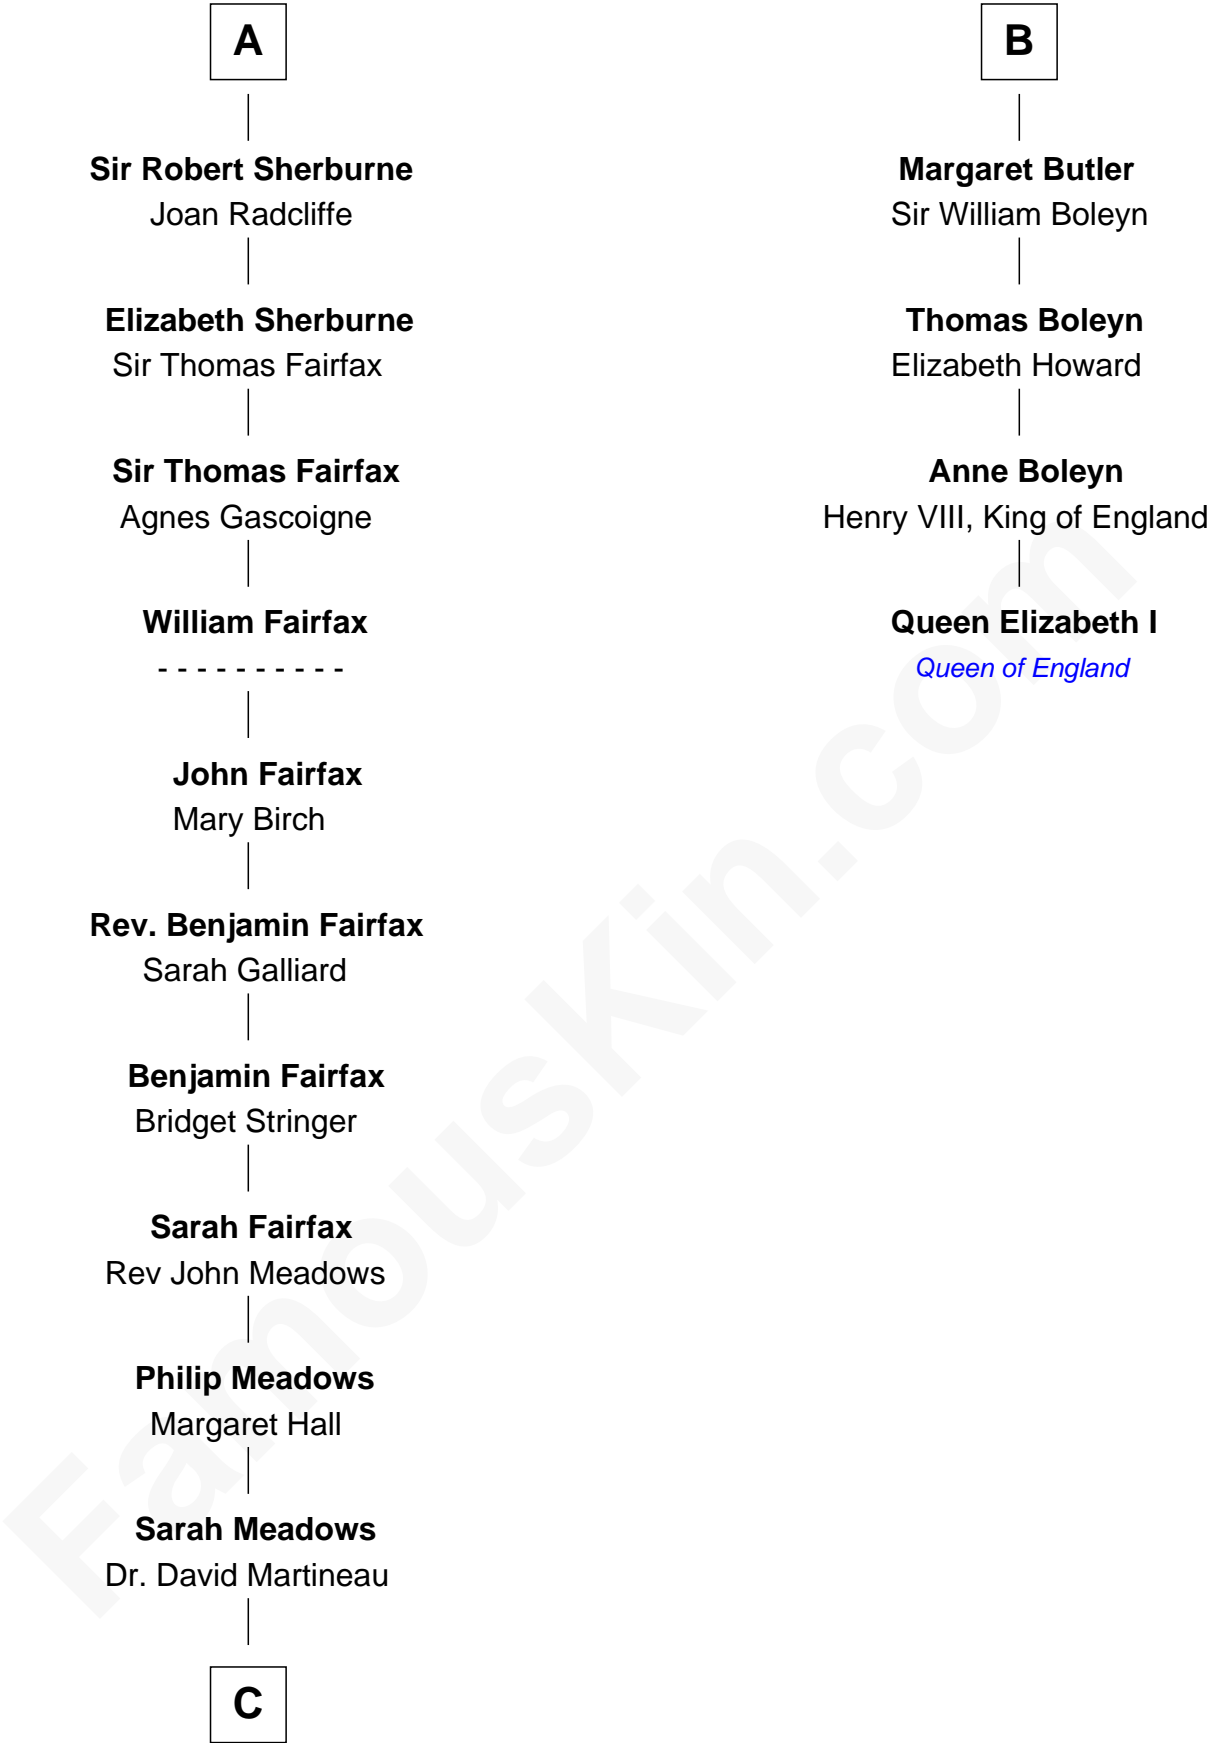 A
Sir Robert Sherburne
Joan Radcliffe
Elizabeth Sherburne
Sir Thomas Fairfax
Sir Thomas Fairfax
Agnes Gascoigne
William Fairfax
- - - - - - - - - -
John Fairfax
Mary Birch
Rev. Benjamin Fairfax
Sarah Galliard
Benjamin Fairfax
Bridget Stringer
Sarah Fairfax
Rev John Meadows
Philip Meadows
Margaret Hall
Sarah Meadows
Dr. David Martineau
C
B
Margaret Butler
Sir William Boleyn
Thomas Boleyn
Elizabeth Howard
Anne Boleyn
Henry VIII, King of England
Queen Elizabeth I
Queen of England
FamousKin.com